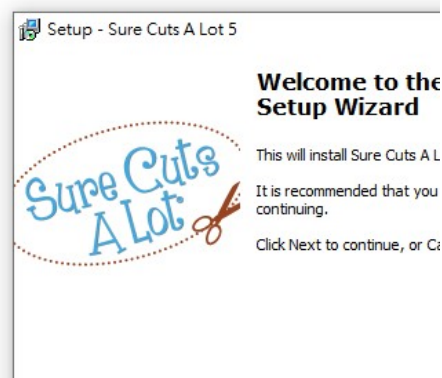 Setup - Sure Cuts A Lot 5
Welcome to the
Setup Wizard
This will install Sure Cuts A L
It is recommended that you
continuing.
Click Next to continue, or Ca
Sure Cuts
A Lot